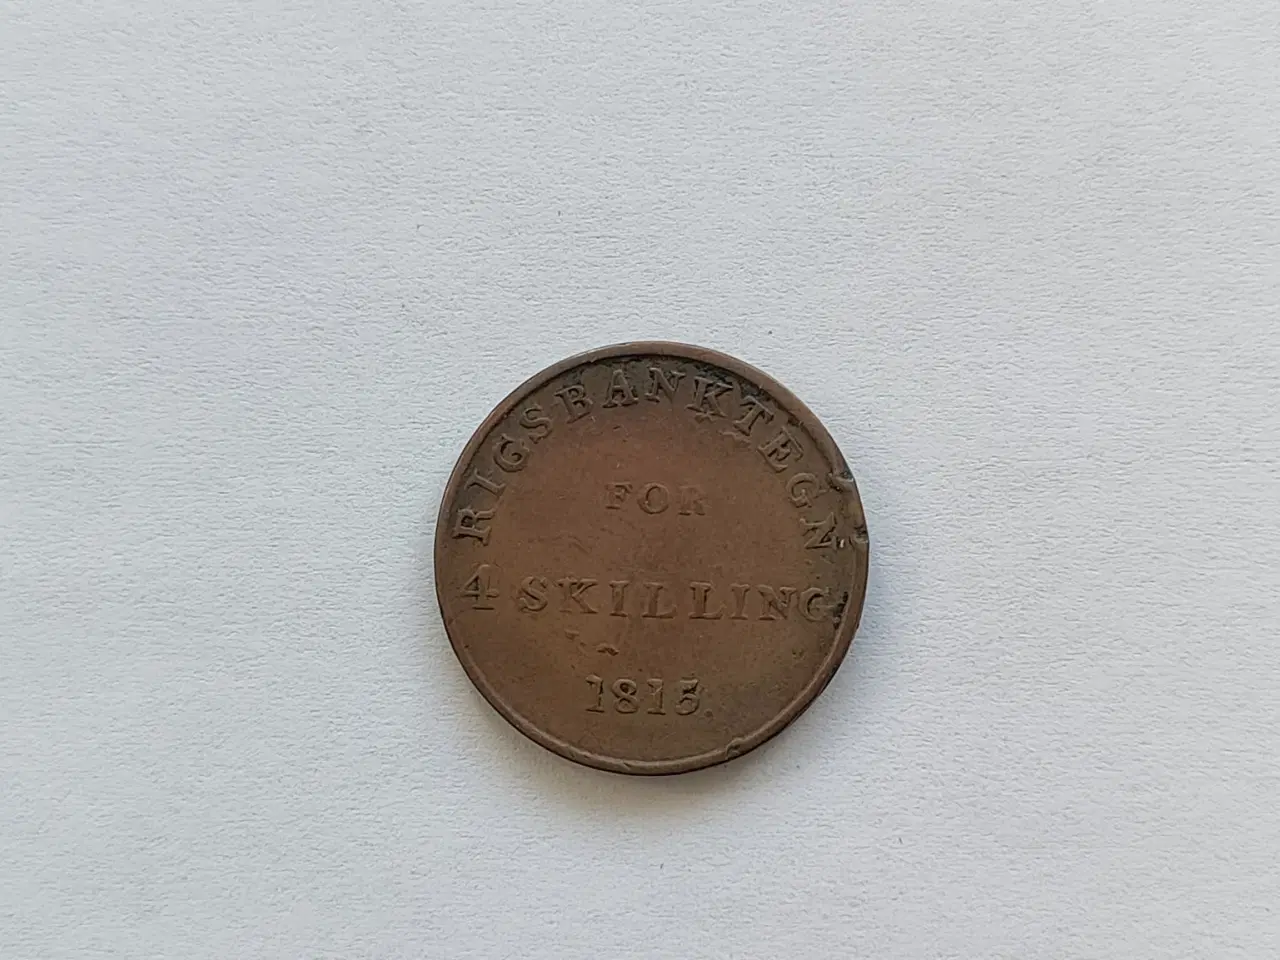 RIGSBANKTEGN
FOR
4 SKILLING.
1815.